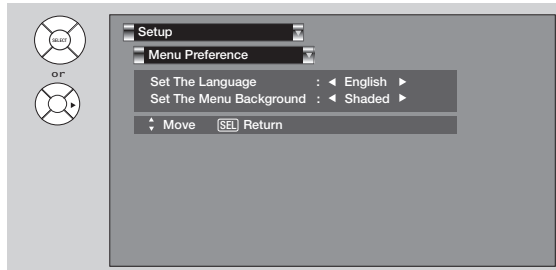 SELECT
or
Setup
Menu Preference
Set The Language : ◄ English ►
Set The Menu Background : ◄ Shaded ►
Move SEL Return